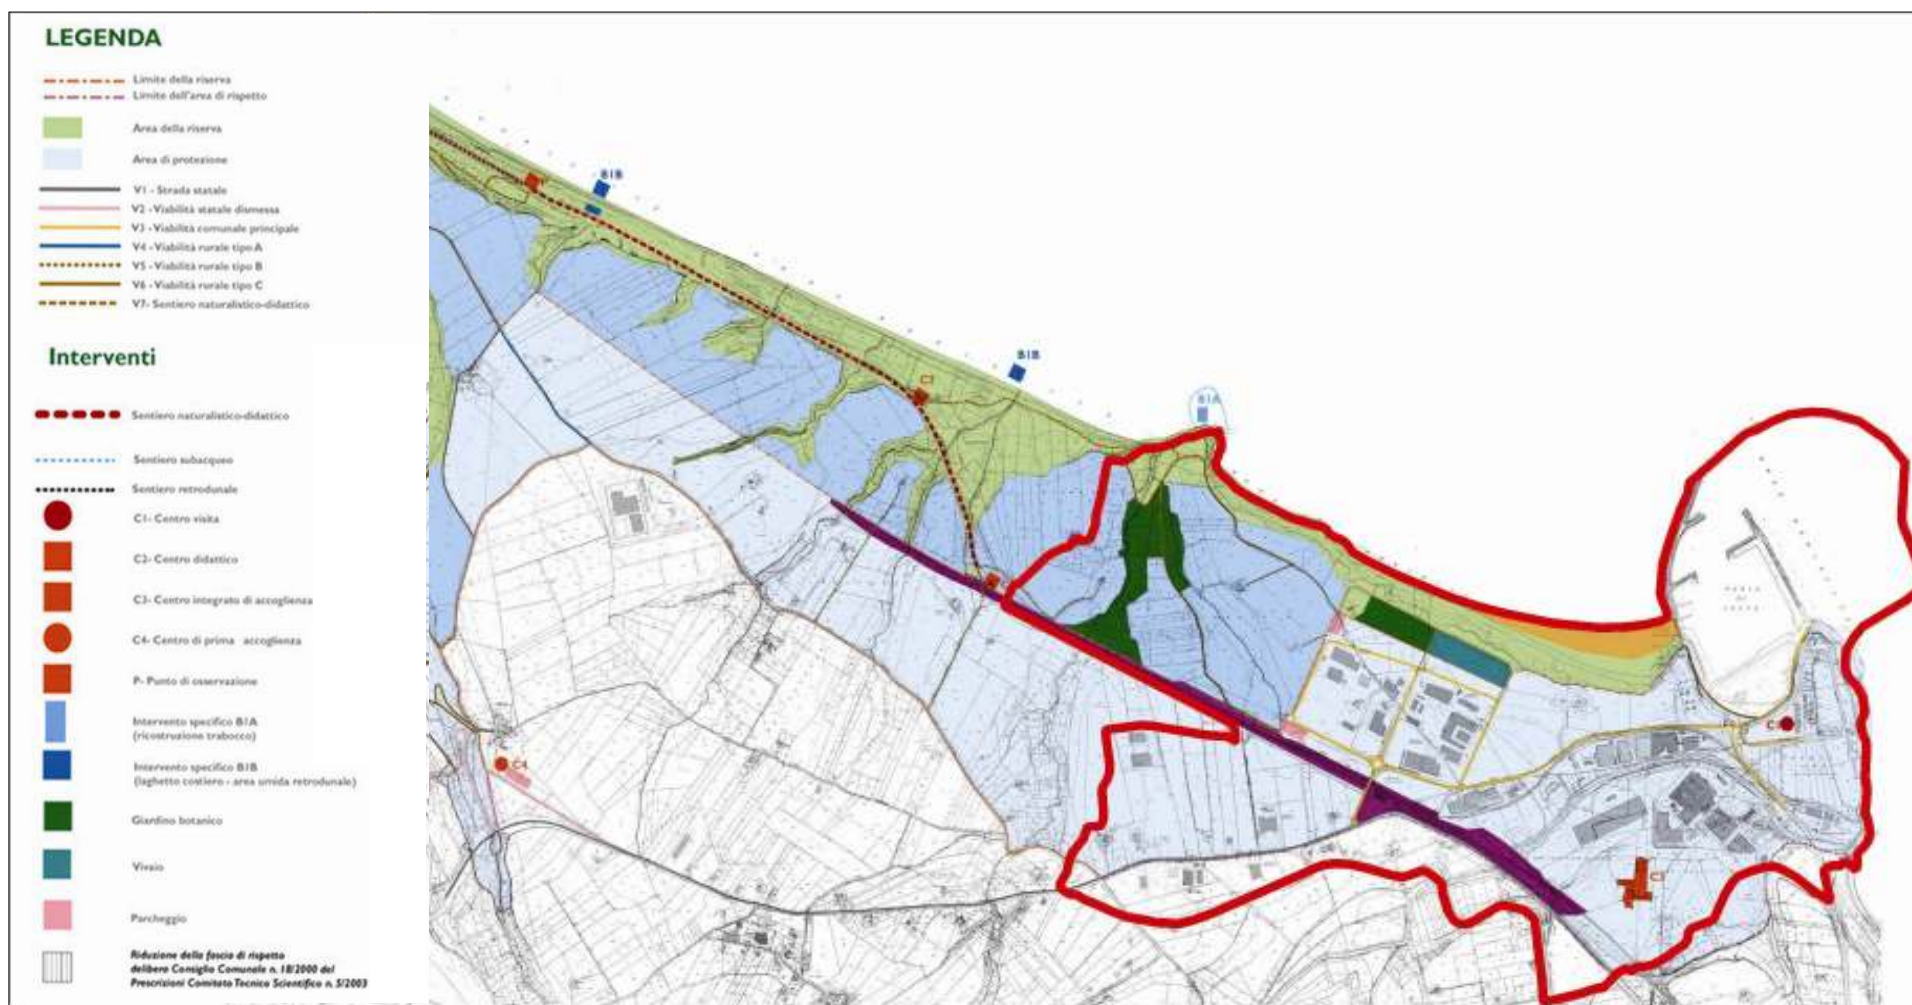 LEGENDA
Limite della riserva
Limite dell'area di rispetto
Area della riserva
Area di protezione
V1 - Strada statale
V2 - Viabilità statale dismessa
V3 - Viabilità comunale principale
V4 - Viabilità rurale tipo A
V5 - Viabilità rurale tipo B
V6 - Viabilità rurale tipo C
V7- Sentiero naturalistico-didattico
Interventi
Sentiero naturalistico-didattico
Sentiero subacqueo
Sentiero retrodunale
C1- Centro visita
C2- Centro didattico
C3- Centro integrato di accoglienza
C4- Centro di prima accoglienza
P- Punto di osservazione
Intervento specifico B1A
(ricostruzione trabocco)
Intervento specifico B1B
(laghetto costiero - area umida retrodunale)
Giardino botanico
Vivaio
Parcheggio
Riduzione della fascia di rispetto
delibera Consiglio Comunale n. 18/2000 del
Prescrizioni Comitato Tecnico Scientifico n. 5/2003
B1B
B1B
B1A
C4